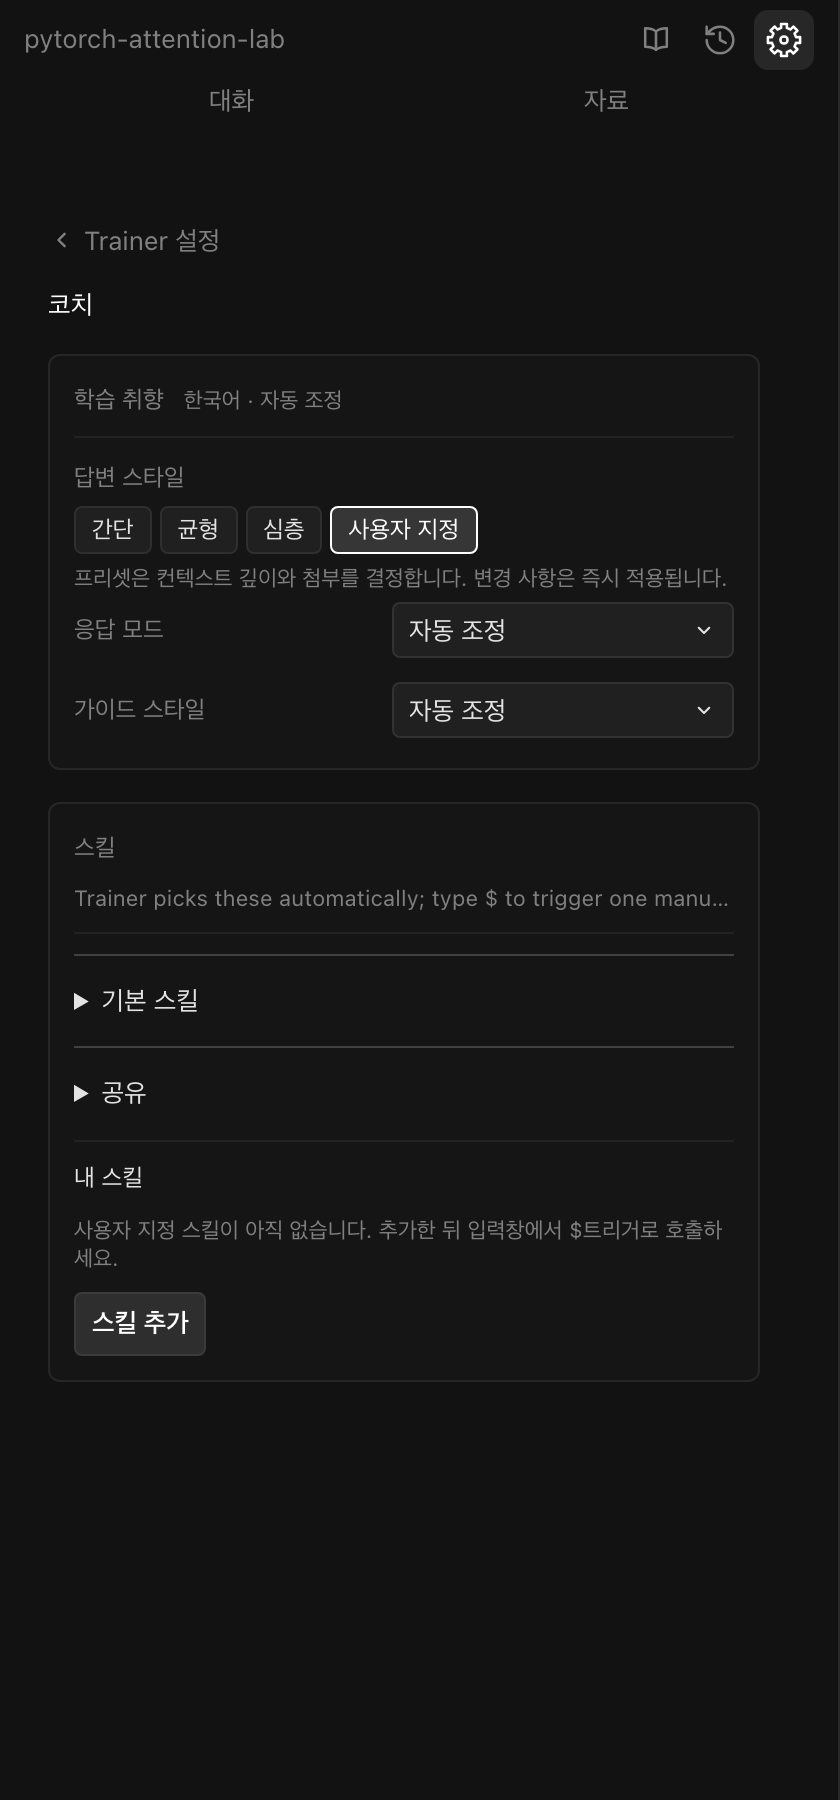 pytorch-attention-lab
대화 자료
Trainer 설정
코치
학습 취향 한국어 · 자동 조정
답변 스타일
간단 균형 심층 사용자 지정
프리셋은 컨텍스트 깊이와 첨부를 결정합니다. 변경 사항은 즉시 적용됩니다.
응답 모드 자동 조정
가이드 스타일 자동 조정
스킬
Trainer picks these automatically; type $ to trigger one manu...
기본 스킬
공유
내 스킬
사용자 지정 스킬이 아직 없습니다. 추가한 뒤 입력창에서 $트리거로 호출하
세요.
스킬 추가